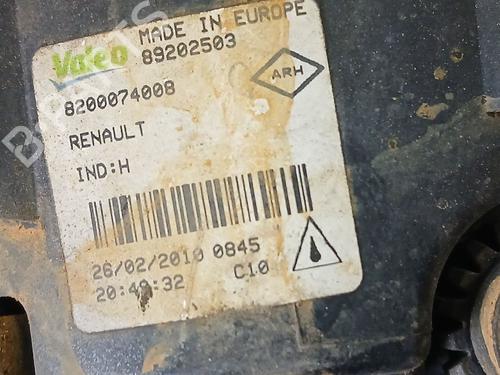 Valeo MADE IN EUROPE
89202503
ARH
8200074008
RENAULT
IND:H
26/02/2010 0845
20:49:32 C10